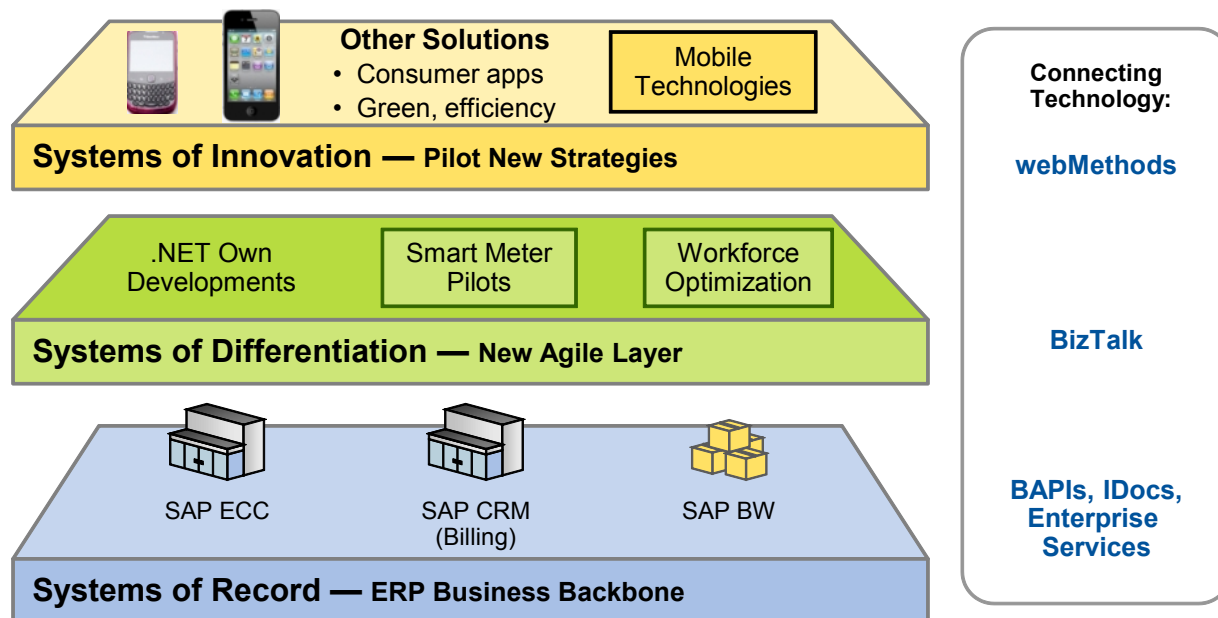 Other Solutions
• Consumer apps
• Green, efficiency
Mobile
Technologies
Systems of Innovation — Pilot New Strategies
.NET Own
Developments
Smart Meter
Pilots
Workforce
Optimization
Systems of Differentiation — New Agile Layer
SAP ECC
SAP CRM
(Billing)
SAP BW
Systems of Record — ERP Business Backbone
Connecting
Technology:
webMethods
BizTalk
BAPIs, IDocs,
Enterprise
Services